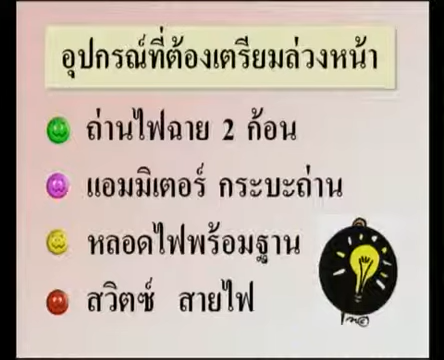 อุปกรณ์ที่ต้องเตรียมล่วงหน้า
ถ่านไฟฉาย 2 ก้อน
แอมมิเตอร์ กระบะถ่าน
หลอดไฟพร้อมฐาน
สวิตซ์ สายไฟ